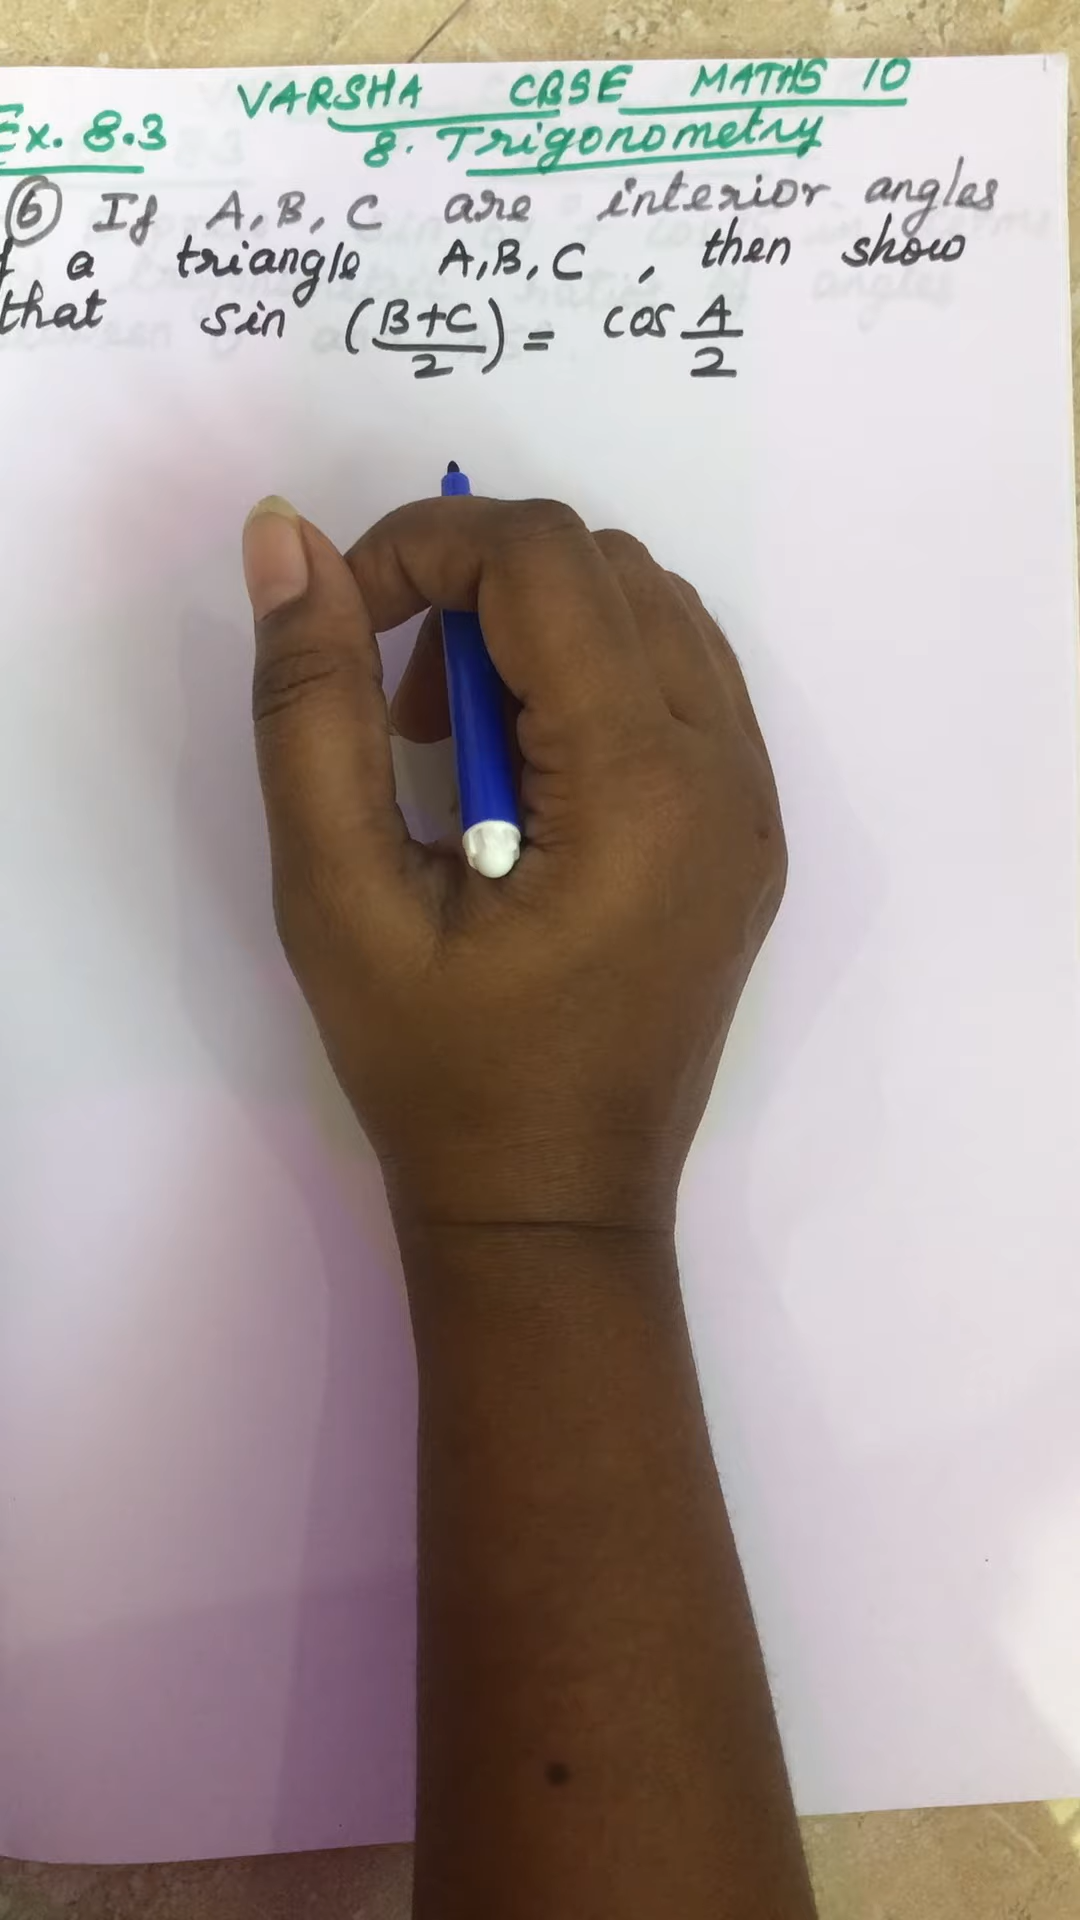 VARSHA CBSE MATHS 10
Ex. 8.3 8. Trigonometry
⑥ If A, B, C are interior angles
a triangle A, B, C, then show
that sin (B+C/2) = cos A/2